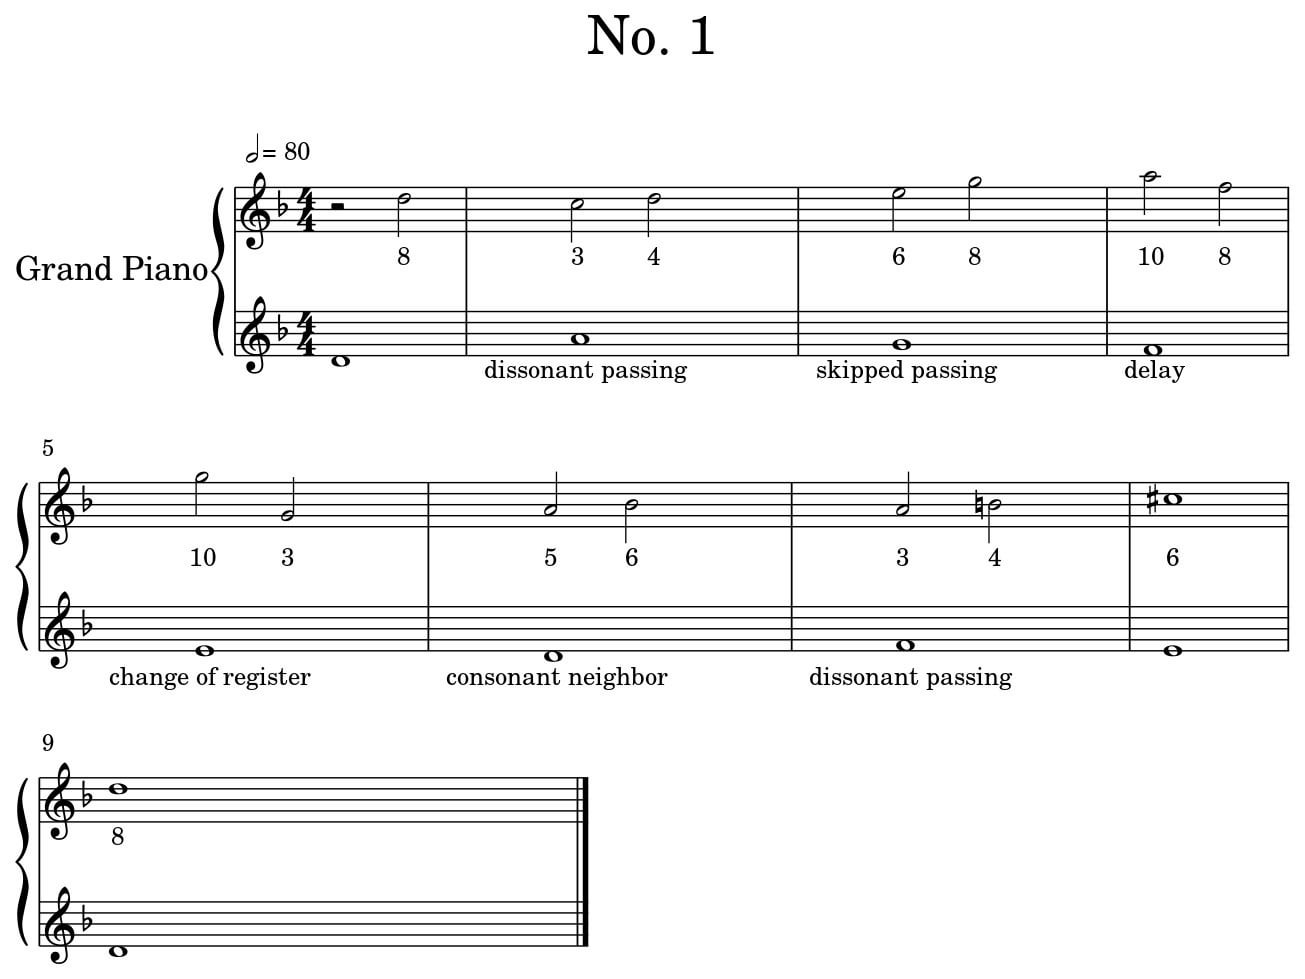 No. 1
= 80
Grand Piano
8 3 4 6 8 10 8
dissonant passing skipped passing delay
5
10 3 5 6 3 4 6
change of register consonant neighbor dissonant passing
9
8